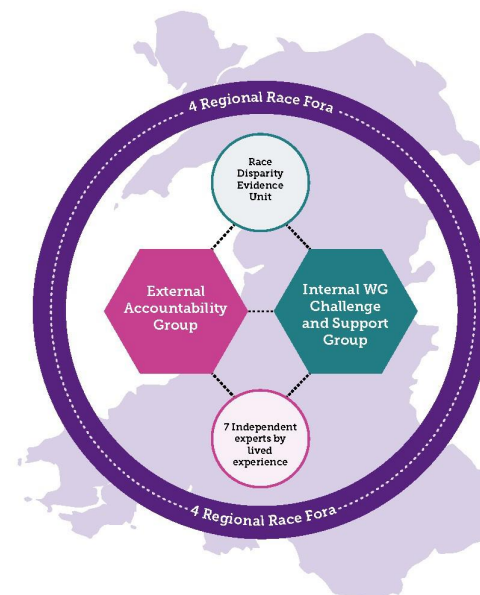 4 Regional Race Fora
Race
Disparity
Evidence
Unit
External
Accountability
Group
Internal WG
Challenge
and Support
Group
7 Independent
experts by
lived
experience
4 Regional Race Fora